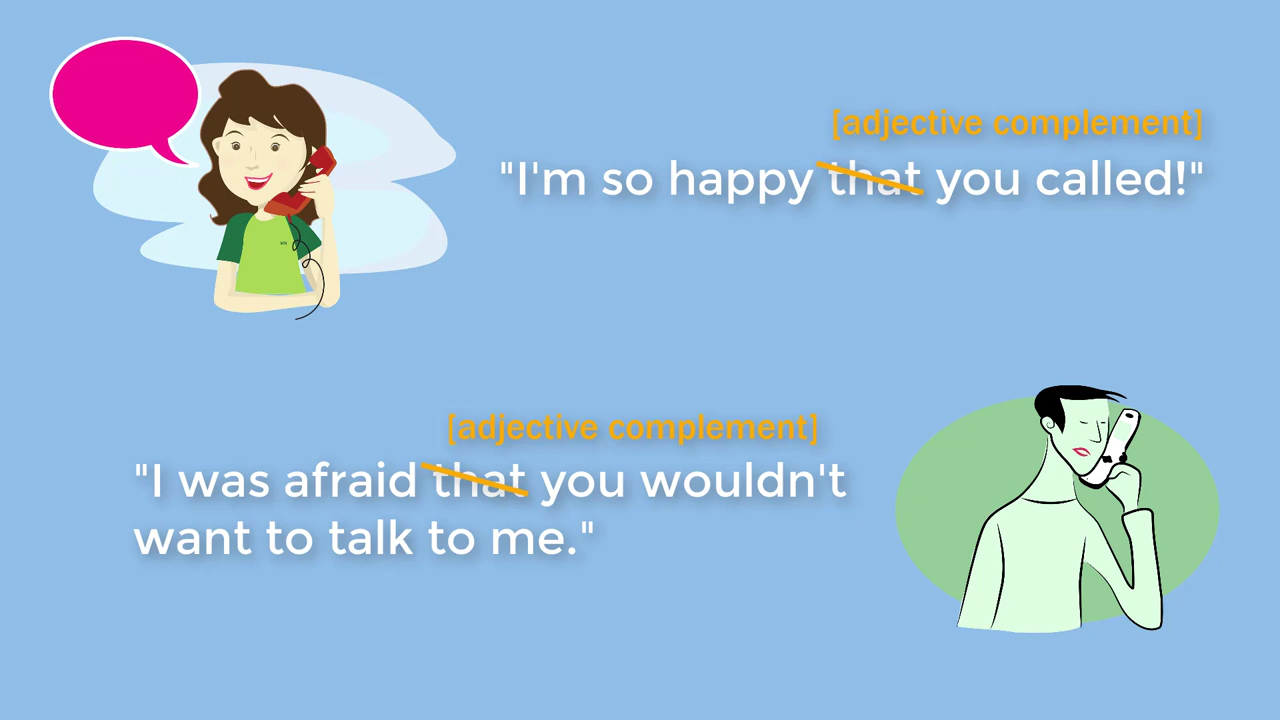 [adjective complement]
"I'm so happy that you called!"
[adjective complement]
"I was afraid that you wouldn't
want to talk to me."